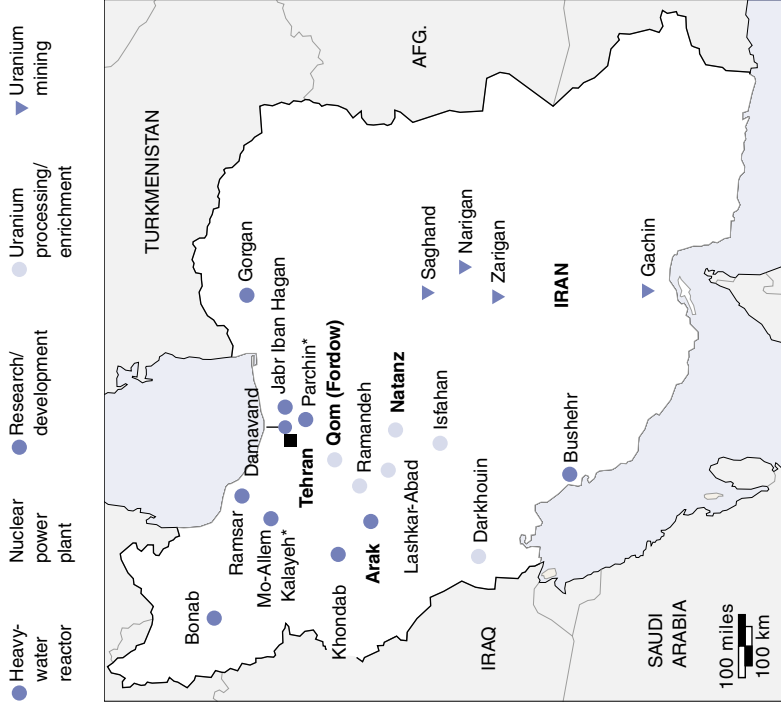 Heavy-
water
reactor
Nuclear
power
plant
Research/
development
Uranium
processing/
enrichment
Uranium
mining
TURKMENISTAN
AFG.
Gorgan
Jabr Iban Hagan
Damavand
Parchin*
Tehran
Qom (Fordow)
Ramsar
Mo-Allem
Kalayeh*
Bonab
Ramandeh
Natanz
Khondab
Arak
Lashkar-Abad
Isfahan
Saghand
Narigan
Zarigan
Darkhouin
IRAN
Bushehr
Gachin
IRAQ
SAUDI
ARABIA
100 miles
100 km